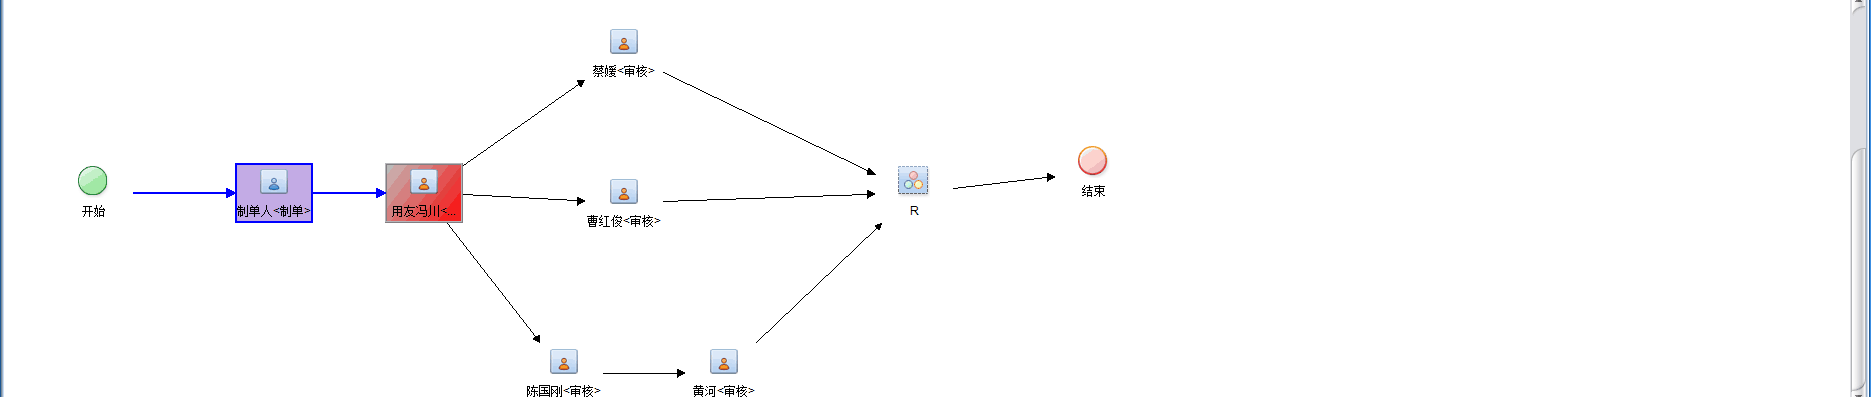 蔡媛<审核>
开始
制单人<制单>
用友冯川<...
曹红俊<审核>
R
结束
陈国刚<审核>
黄河<审核>